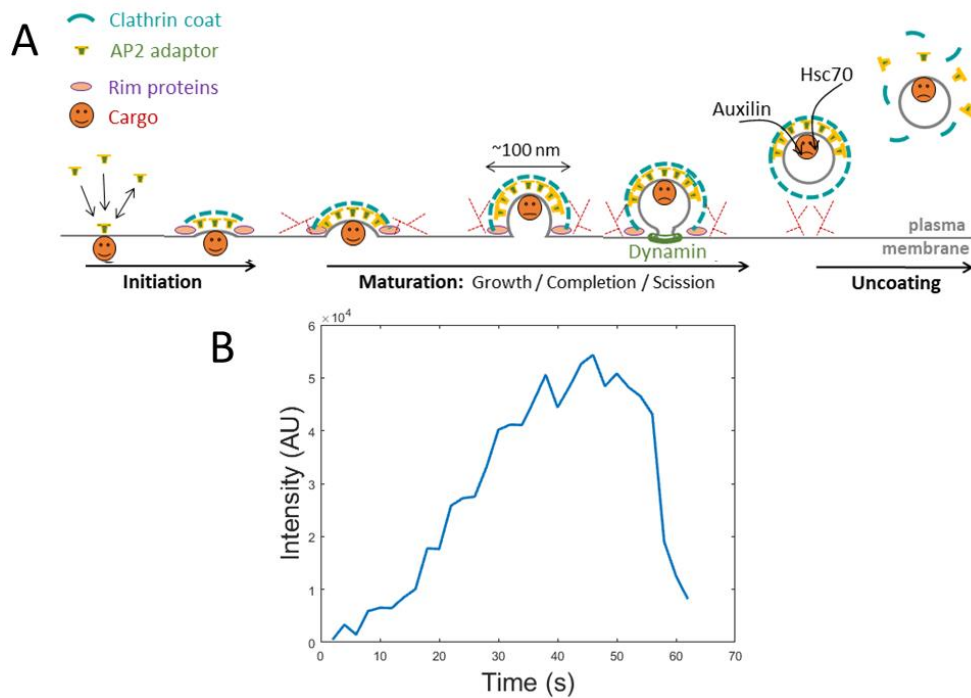 A
Clathrin coat
AP2 adaptor
Rim proteins
Cargo
~100 nm
Auxilin
Hsc70
Dynamin
plasma
membrane
Initiation
Maturation: Growth / Completion / Scission
Uncoating
B
×10⁴
6
5
4
3
2
1
0
0 10 20 30 40 50 60 70
Intensity (AU)
Time (s)